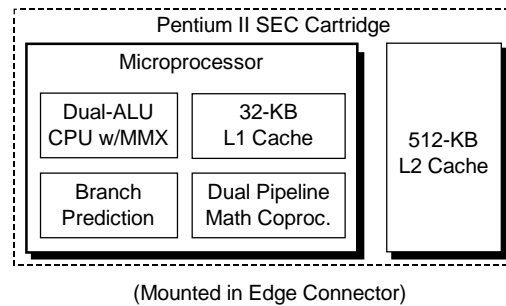 Pentium II SEC Cartridge
Microprocessor
Dual-ALU
CPU w/MMX
32-KB
L1 Cache
Branch
Prediction
Dual Pipeline
Math Coproc.
512-KB
L2 Cache
(Mounted in Edge Connector)